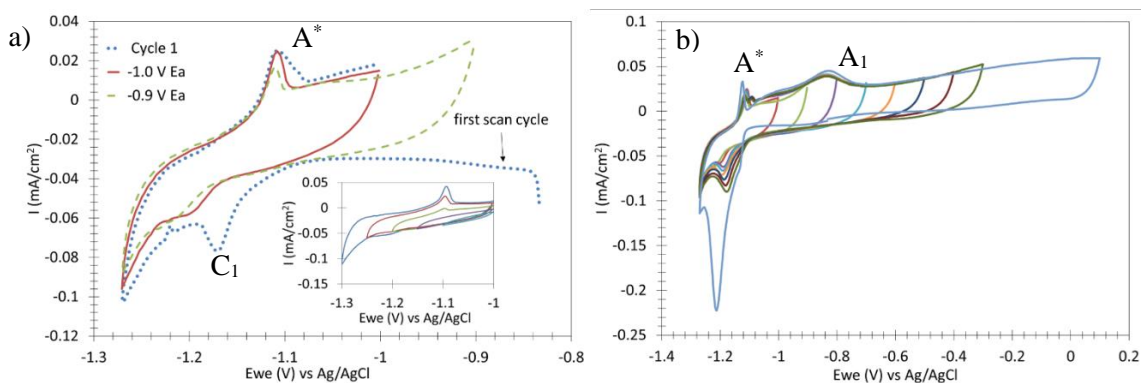 a)
0.04
0.02
0
-0.02
-0.04
-0.06
-0.08
-0.1
-0.12
I (mA/cm²)
A*
Cycle 1
-1.0 V Ea
-0.9 V Ea
first scan cycle
C₁
0.05
0
-0.05
-0.1
-0.15
I (mA/cm²)
-1.3
-1.2
-1.1
-1
Ewe (V) vs Ag/AgCl
-1.3
-1.2
-1.1
-1
-0.9
-0.8
Ewe (V) vs Ag/AgCl
b)
0.1
0.05
0
-0.05
-0.1
-0.15
-0.2
-0.25
I (mA/cm²)
A*
A₁
-1.4
-1.2
-1
-0.8
-0.6
-0.4
-0.2
0
0.2
Ewe (V) vs Ag/AgCl